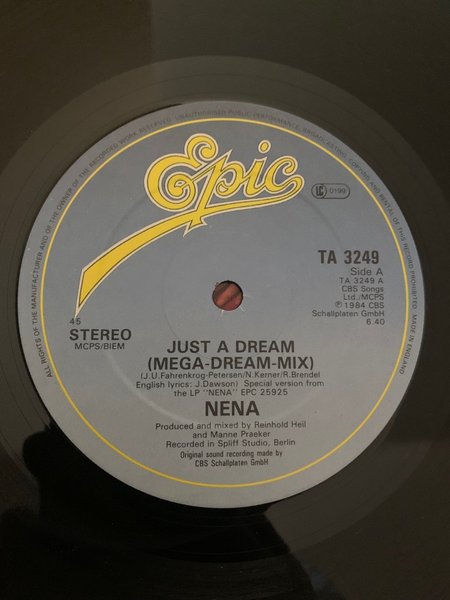 ALL RIGHTS OF THE MANUFACTURER AND OF THE OWNER OF THE RECORDED WORK RESERVED. UNAUTHORISED PUBLIC PERFORMANCE, BROADCASTING, COPYING AND RENTAL OF THIS RECORD PROHIBITED. MADE IN ENGLAND
Epic
LC 0199
TA 3249
Side A
TA 3249 A
CBS Songs
Ltd./MCPS
℗ 1984 CBS
Schallplatten GmbH
6.40
45
STEREO
MCPS/BIEM
JUST A DREAM
(MEGA-DREAM-MIX)
(J.U.Fahrenkrog-Petersen/N.Kerner/R.Brendel
English lyrics: J.Dawson) Special version from
the LP "NENA" EPC 25925
NENA
Produced and mixed by Reinhold Heil
and Manne Praeker
Recorded in Spliff Studio, Berlin
Original sound recording made by
CBS Schallplatten GmbH